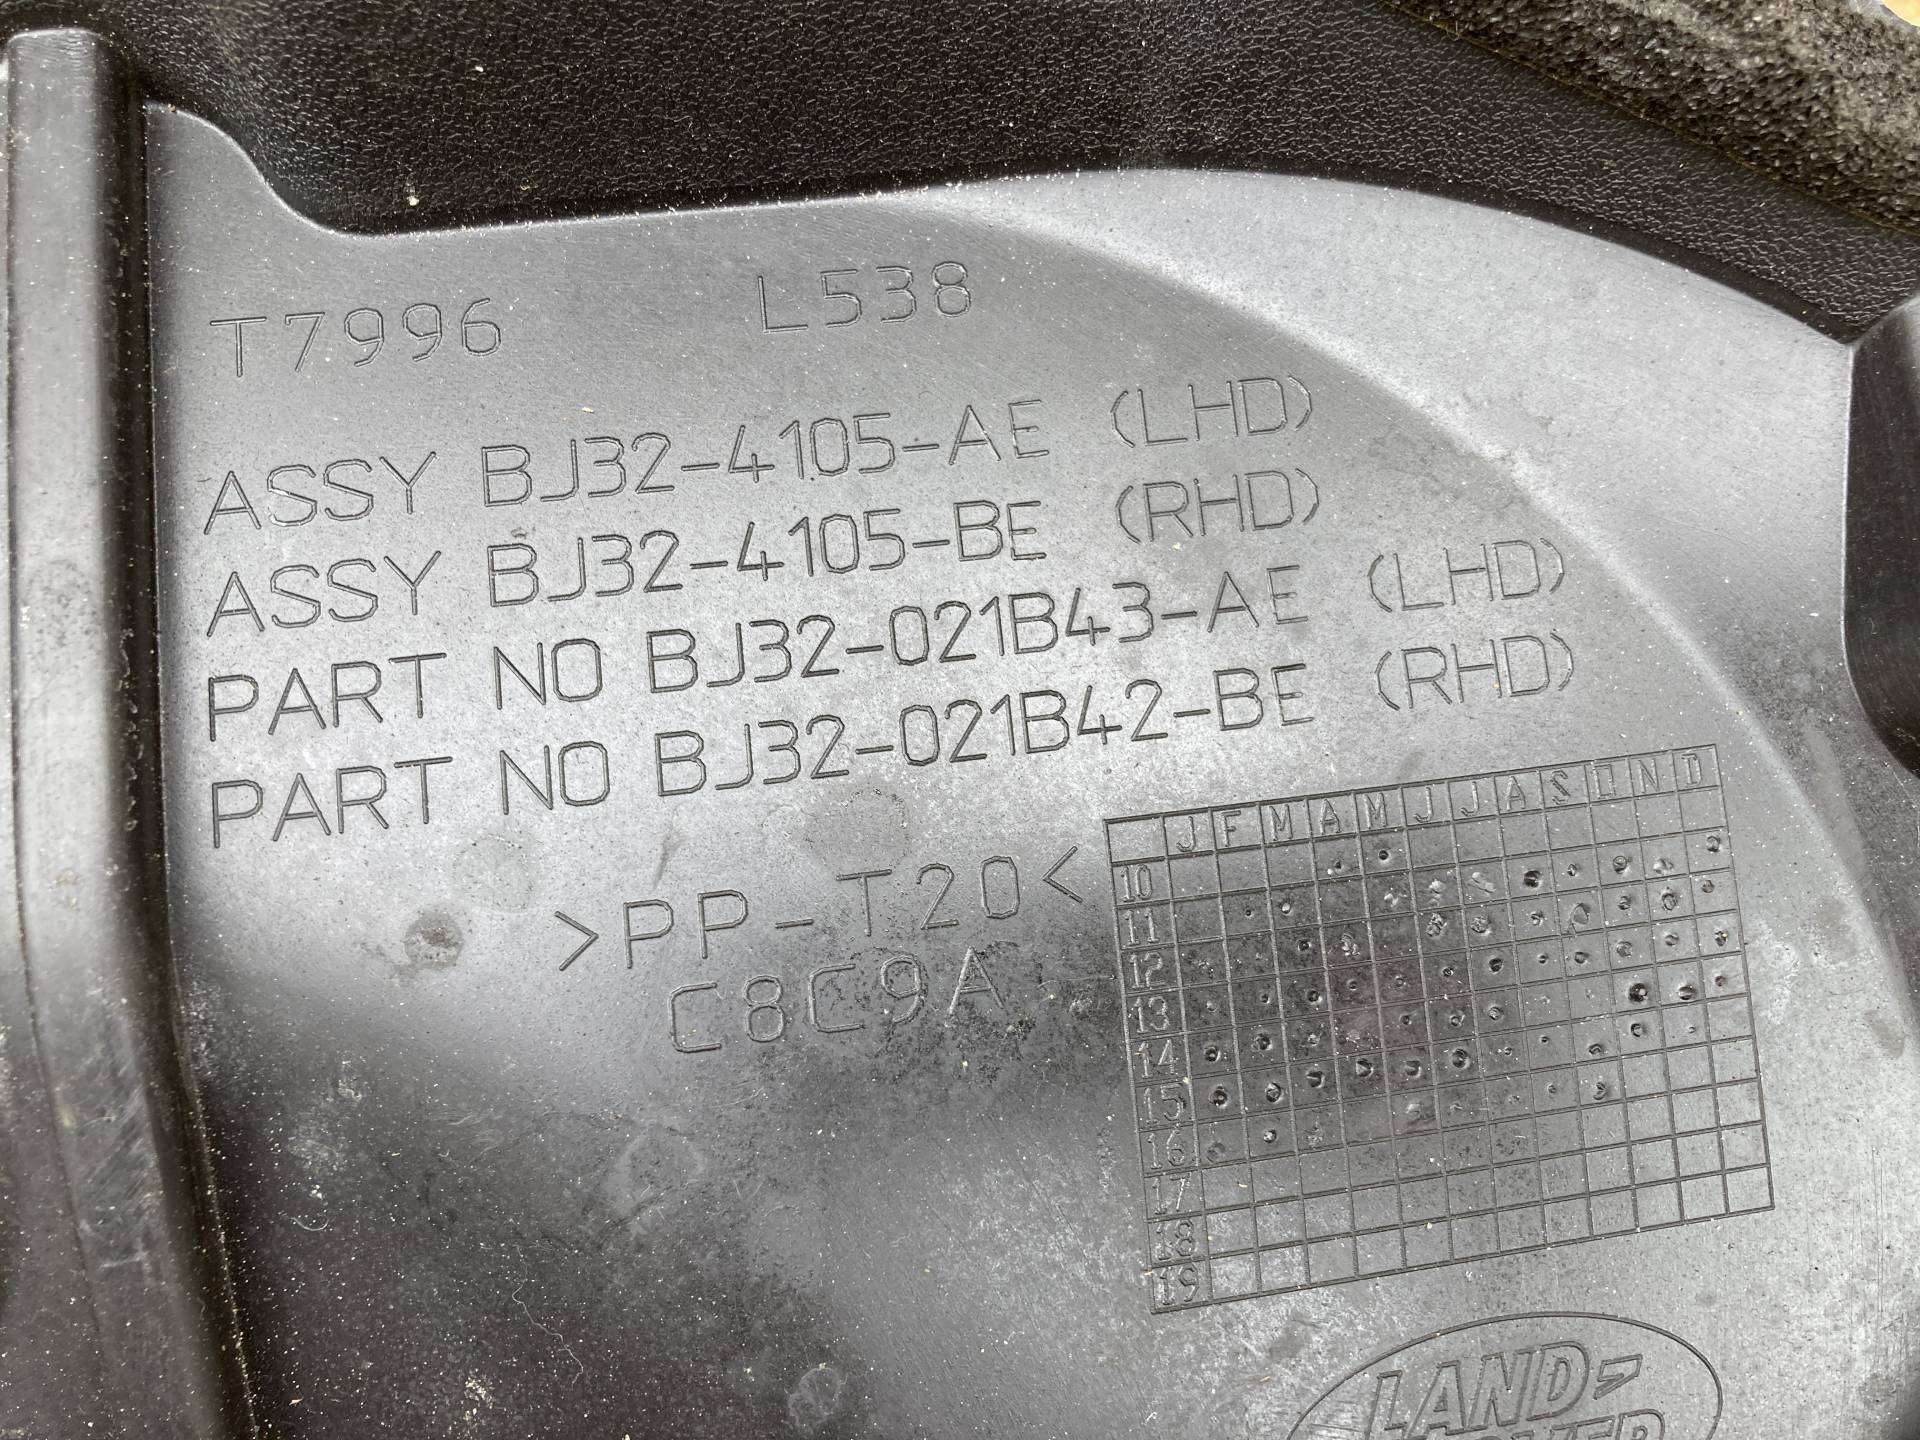 T7996 L538
ASSY BJ32-4105-AE (LHD)
ASSY BJ32-4105-BE (RHD)
PART NO BJ32-021B43-AE (LHD)
PART NO BJ32-021B42-BE (RHD)
>PP-T20<
C8C9A
J F M A M J J A S O N D
10
11
12
13
14
15
16
17
18
19
LAND-